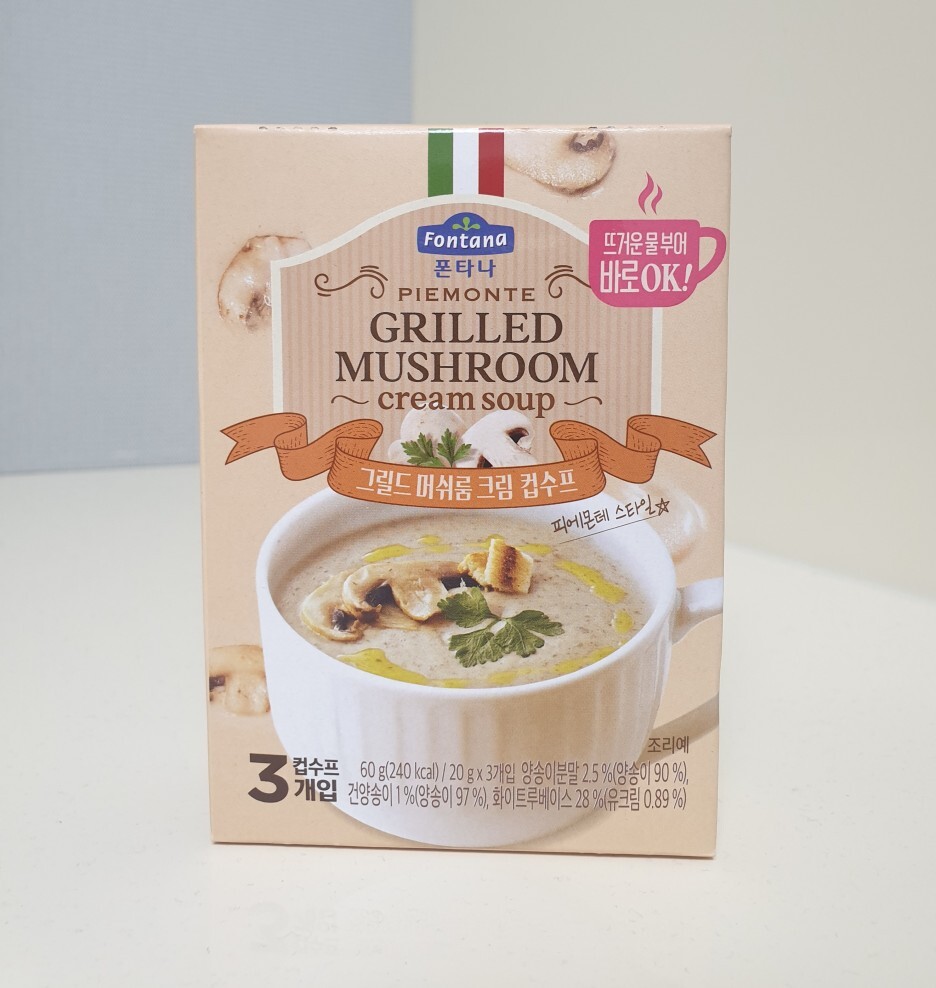 Fontana
폰타나
뜨거운 물 부어
바로OK!
PIEMONTE
GRILLED
MUSHROOM
cream soup
그릴드 머쉬룸 크림 컵수프
피에몬테 스타일
조리예
3 컵수프
개입
60 g(240 kcal) / 20 g x 3개입 양송이분말 2.5 %(양송이 90 %),
건양송이 1 %(양송이 97 %), 화이트루베이스 28 %(유크림 0.89 %)